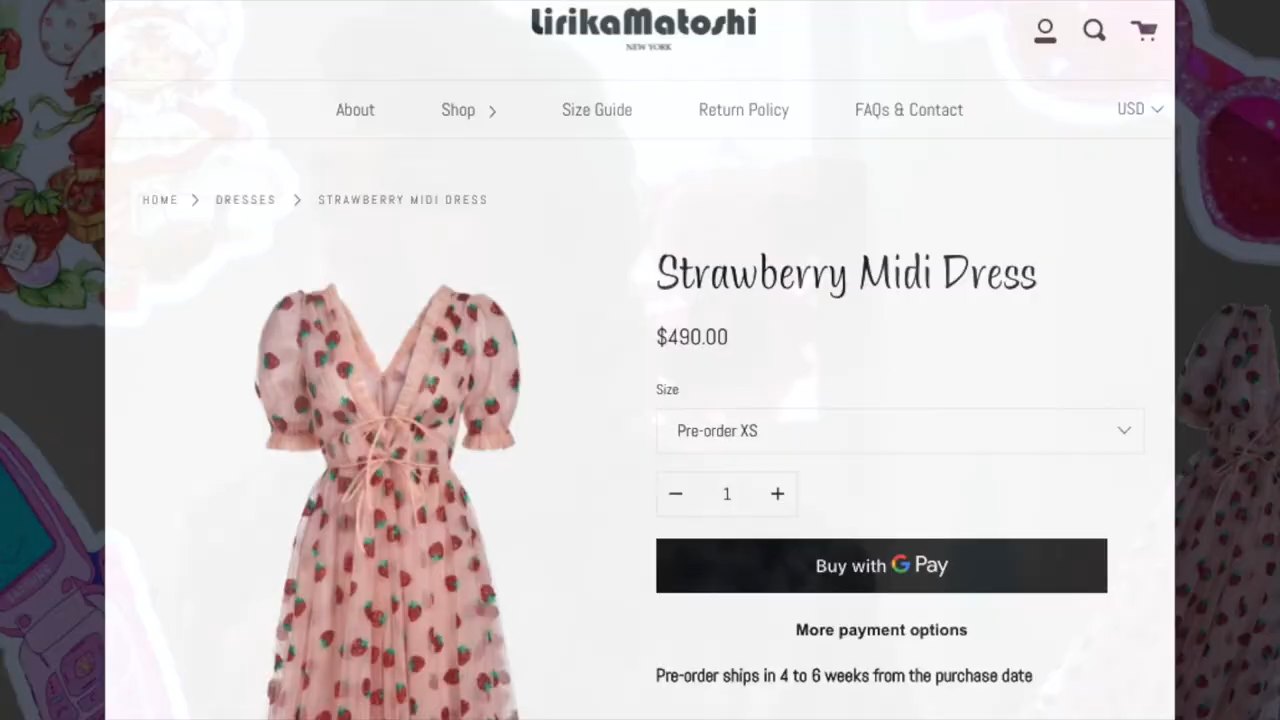 LirikaMatoshi
NEW YORK
About
Shop
Size Guide
Return Policy
FAQs & Contact
USD
HOME
DRESSES
STRAWBERRY MIDI DRESS
Strawberry Midi Dress
$490.00
Size
Pre-order XS
1
Buy with G Pay
More payment options
Pre-order ships in 4 to 6 weeks from the purchase date